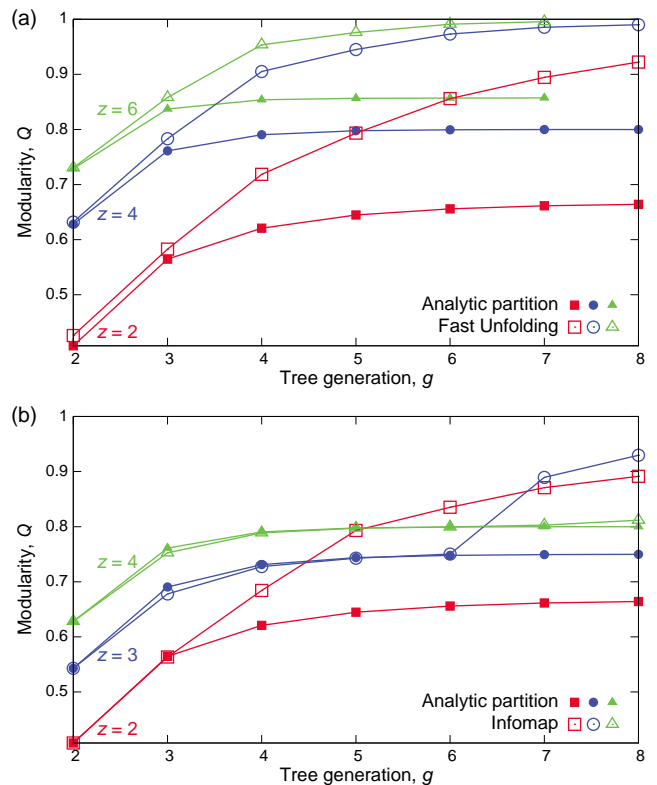 (a)
1
0.9
0.8
0.7
0.6
0.5
Modularity, Q
z = 6
z = 4
z = 2
Analytic partition
Fast Unfolding
2 3 4 5 6 7 8
Tree generation, g
(b)
1
0.9
0.8
0.7
0.6
0.5
Modularity, Q
z = 4
z = 3
z = 2
Analytic partition
Infomap
2 3 4 5 6 7 8
Tree generation, g